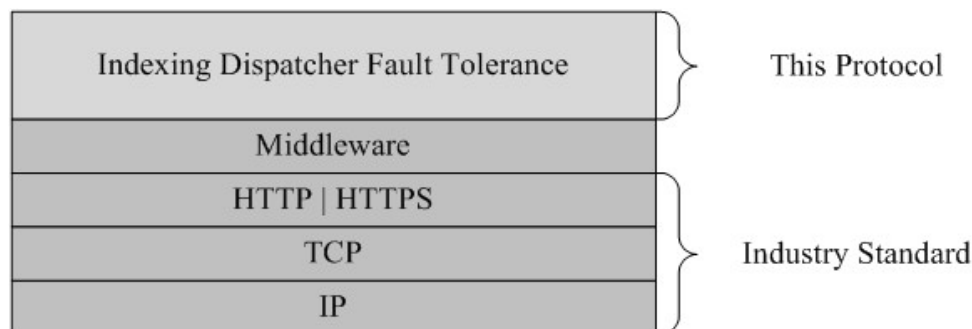 Indexing Dispatcher Fault Tolerance
This Protocol
Middleware
HTTP | HTTPS
TCP
Industry Standard
IP